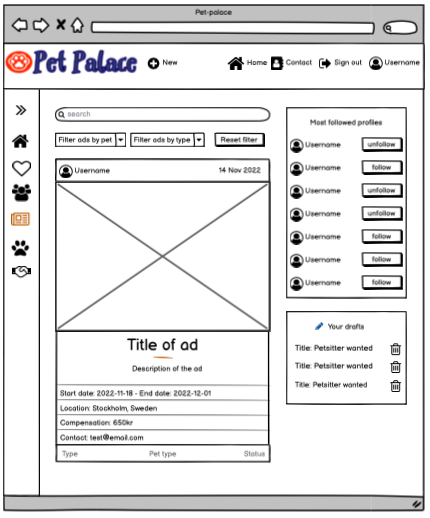 Pet-palace
Pet Palace
New
Home
Contact
Sign out
Username
search
Filter ads by pet
Filter ads by type
Reset filter
Username
14 Nov 2022
Title of ad
Description of the ad
Start date: 2022-11-18 - End date: 2022-12-01
Location: Stockholm, Sweden
Compensation: 650kr
Contact: test@email.com
Type
Pet type
Status
Most followed profiles
Username unfollow
Username follow
Username unfollow
Username unfollow
Username follow
Username follow
Username follow
Your drafts
Title: Petsitter wanted
Title: Petsitter wanted
Title: Petsitter wanted